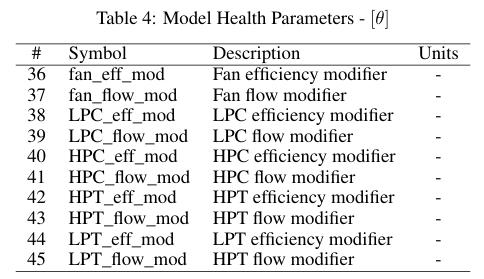 Table 4: Model Health Parameters - [θ]
# Symbol Description Units
36 fan_eff_mod Fan efficiency modifier -
37 fan_flow_mod Fan flow modifier -
38 LPC_eff_mod LPC efficiency modifier -
39 LPC_flow_mod LPC flow modifier -
40 HPC_eff_mod HPC efficiency modifier -
41 HPC_flow_mod HPC flow modifier -
42 HPT_eff_mod HPT efficiency modifier -
43 HPT_flow_mod HPT flow modifier -
44 LPT_eff_mod LPT efficiency modifier -
45 LPT_flow_mod HPT flow modifier -